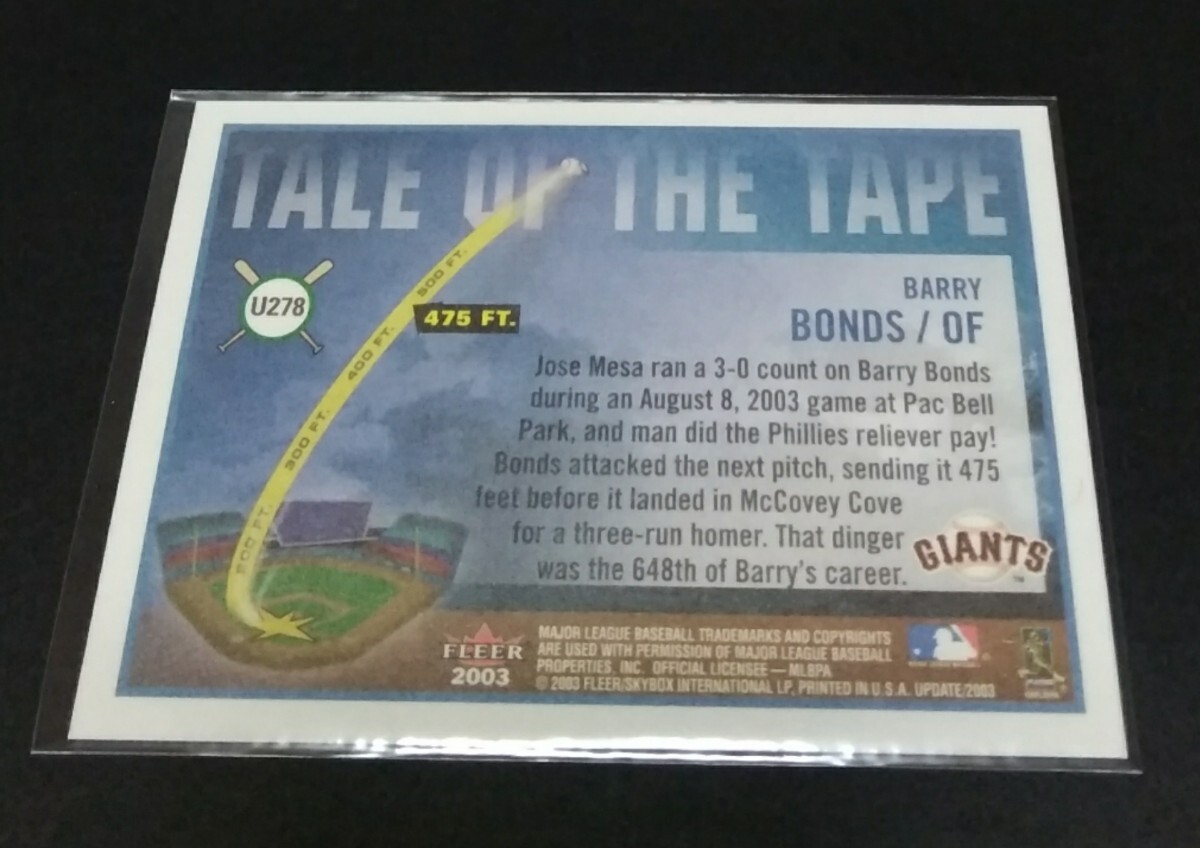 TALE OF THE TAPE
U278
500 FT.
475 FT.
400 FT.
300 FT.
200 FT.
BARRY
BONDS / OF
Jose Mesa ran a 3-0 count on Barry Bonds
during an August 8, 2003 game at Pac Bell
Park, and man did the Phillies reliever pay!
Bonds attacked the next pitch, sending it 475
feet before it landed in McCovey Cove
for a three-run homer. That dinger
was the 648th of Barry's career.
GIANTS
TM
FLEER
2003
MAJOR LEAGUE BASEBALL TRADEMARKS AND COPYRIGHTS
ARE USED WITH PERMISSION OF MAJOR LEAGUE BASEBALL
PROPERTIES, INC. OFFICIAL LICENSEE — MLBPA
© 2003 FLEER/SKYBOX INTERNATIONAL LP. PRINTED IN U.S.A. UPDATE/2003